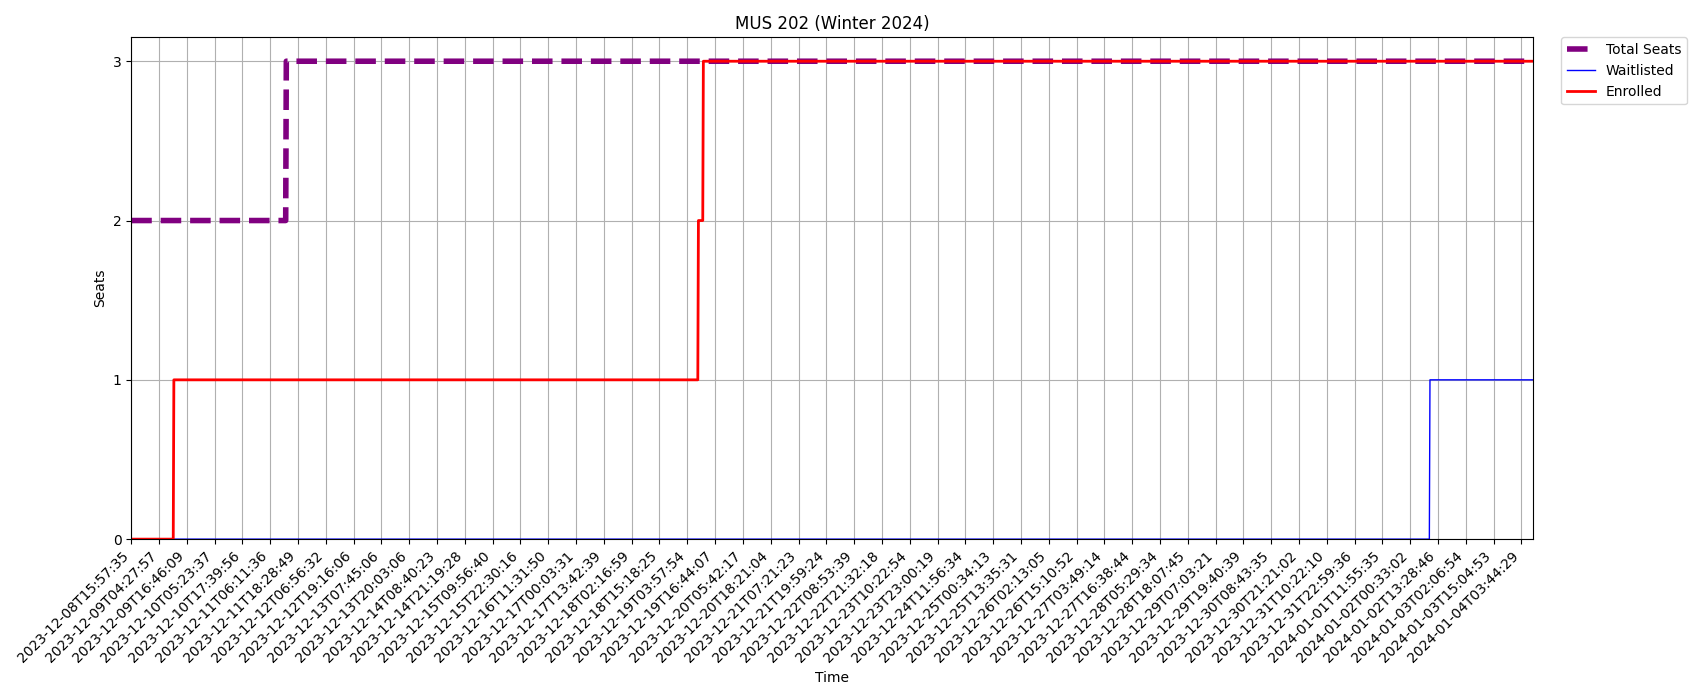 MUS 202 (Winter 2024)
Total Seats
Waitlisted
Enrolled
3
2
1
0
Seats
2023-12-08T15:57:35
2023-12-09T04:27:57
2023-12-09T16:46:09
2023-12-10T05:23:37
2023-12-10T17:39:56
2023-12-11T06:11:36
2023-12-11T18:28:49
2023-12-12T06:56:32
2023-12-12T19:16:06
2023-12-13T07:45:06
2023-12-13T20:03:06
2023-12-14T08:40:23
2023-12-14T21:19:28
2023-12-15T09:56:40
2023-12-15T22:30:16
2023-12-16T11:31:50
2023-12-17T00:03:31
2023-12-17T13:42:39
2023-12-18T02:16:59
2023-12-18T15:18:25
2023-12-19T03:57:54
2023-12-19T16:44:07
2023-12-20T05:42:17
2023-12-20T18:21:04
2023-12-21T07:21:23
2023-12-21T19:59:24
2023-12-22T08:53:39
2023-12-22T21:32:18
2023-12-23T10:22:54
2023-12-23T23:00:19
2023-12-24T11:56:34
2023-12-25T00:34:13
2023-12-25T13:35:31
2023-12-26T02:13:05
2023-12-26T15:10:52
2023-12-27T03:49:14
2023-12-27T16:38:44
2023-12-28T05:29:34
2023-12-28T18:07:45
2023-12-29T07:03:21
2023-12-29T19:40:39
2023-12-30T08:43:35
2023-12-30T21:21:02
2023-12-31T10:22:10
2023-12-31T22:59:36
2024-01-01T11:55:35
2024-01-02T00:33:02
2024-01-02T13:28:46
2024-01-03T02:06:54
2024-01-03T15:04:53
2024-01-04T03:44:29
Time